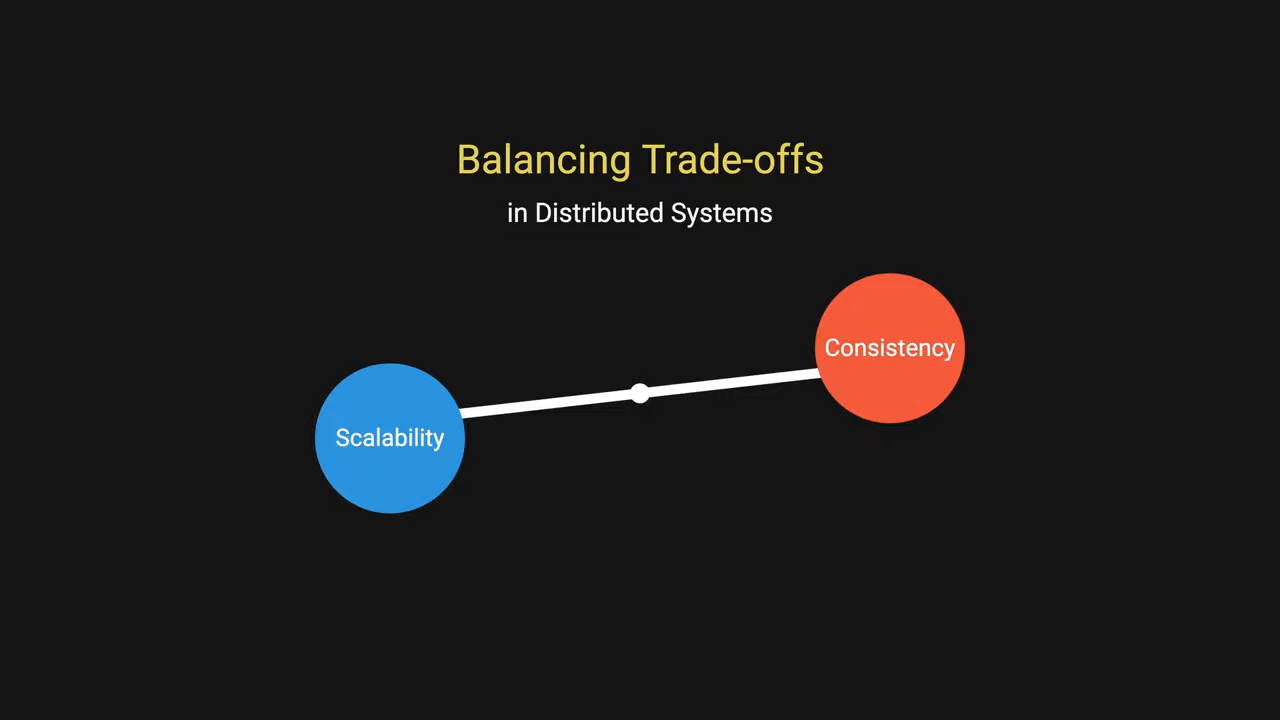 Balancing Trade-offs
in Distributed Systems
Consistency
Scalability